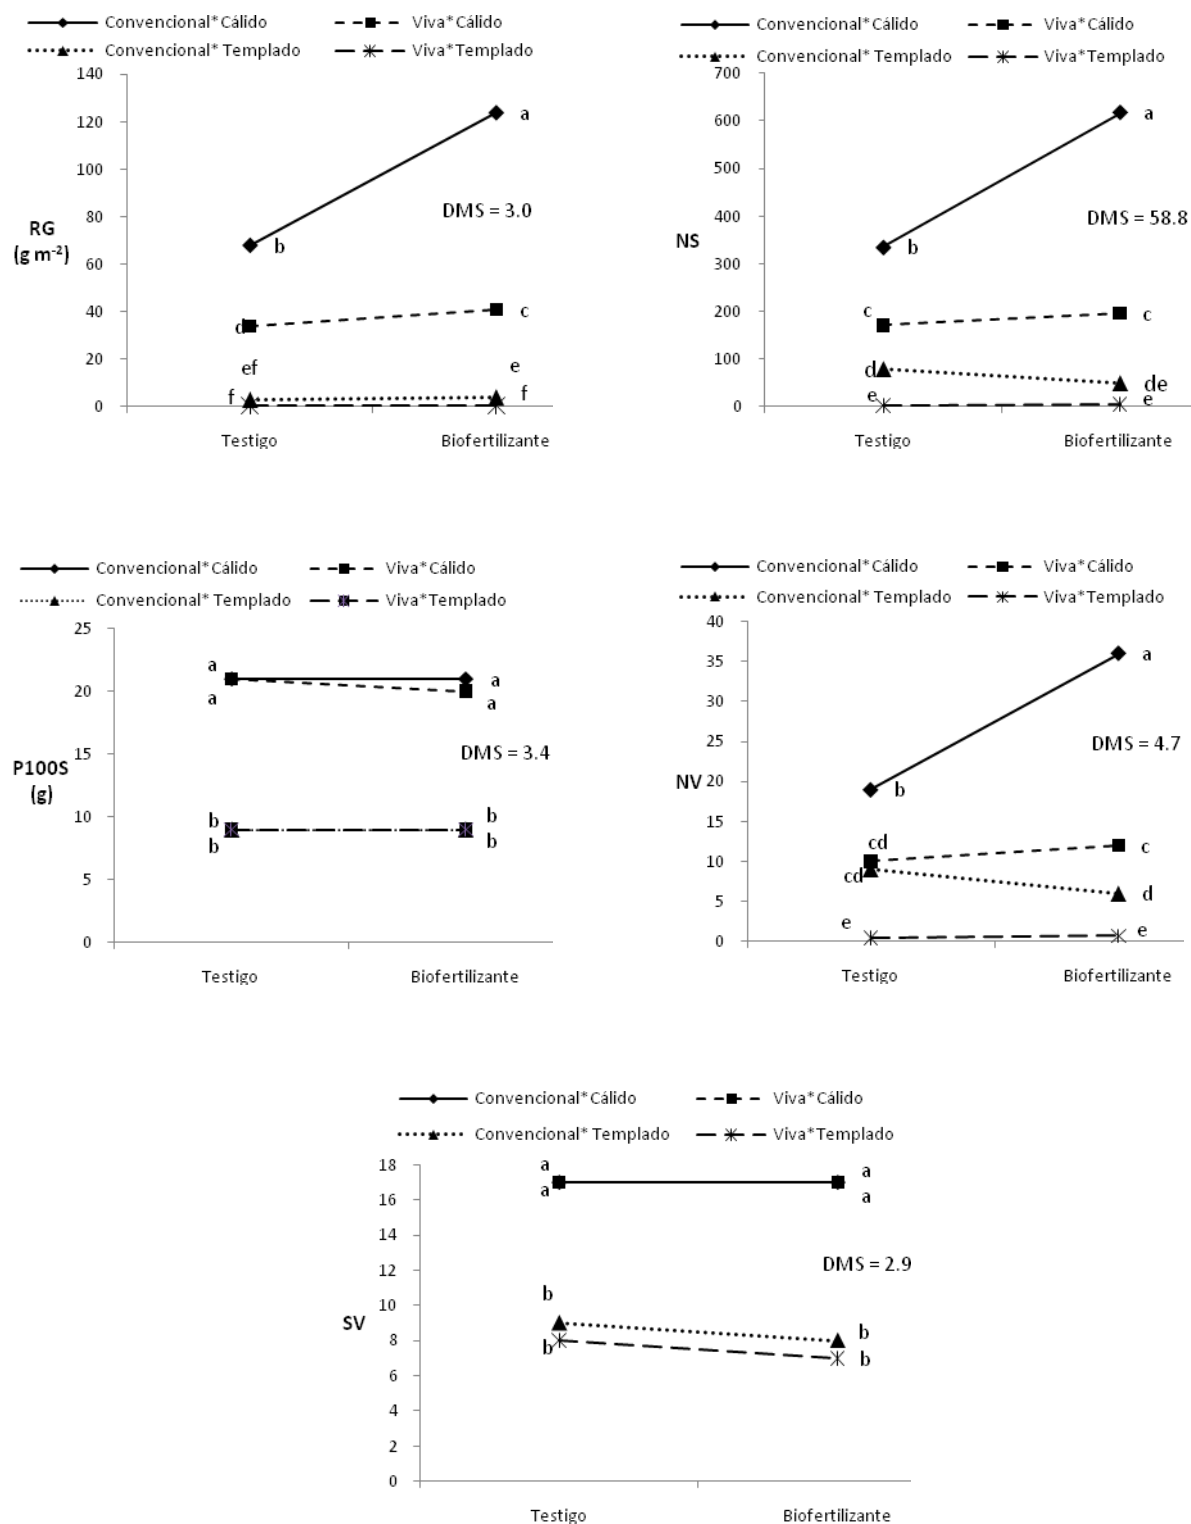 Convencional*Cálido Viva*Cálido
Convencional* Templado Viva*Templado
140
120
100
80
60
40
20
0
RG
(g m-2)
a
b
DMS = 3.0
d
c
ef
e
f
f
Testigo Biofertilizante
Convencional*Cálido Viva*Cálido
Convencional* Templado Viva*Templado
700
600
500
400
300
200
100
0
NS
a
b
DMS = 58.8
c
c
d
de
e
e
Testigo Biofertilizante
Convencional*Cálido Viva*Cálido
Convencional* Templado Viva*Templado
25
20
15
10
5
0
P100S
(g)
a
a
a
a
DMS = 3.4
b
b
b
b
Testigo Biofertilizante
Convencional*Cálido Viva*Cálido
Convencional* Templado Viva*Templado
40
35
30
25
20
15
10
5
0
NV
a
b
DMS = 4.7
cd
c
cd
d
e
e
Testigo Biofertilizante
Convencional*Cálido Viva*Cálido
Convencional* Templado Viva*Templado
18
16
14
12
10
8
6
4
2
0
SV
a
a
a
a
DMS = 2.9
b
b
b
b
Testigo Biofertilizante